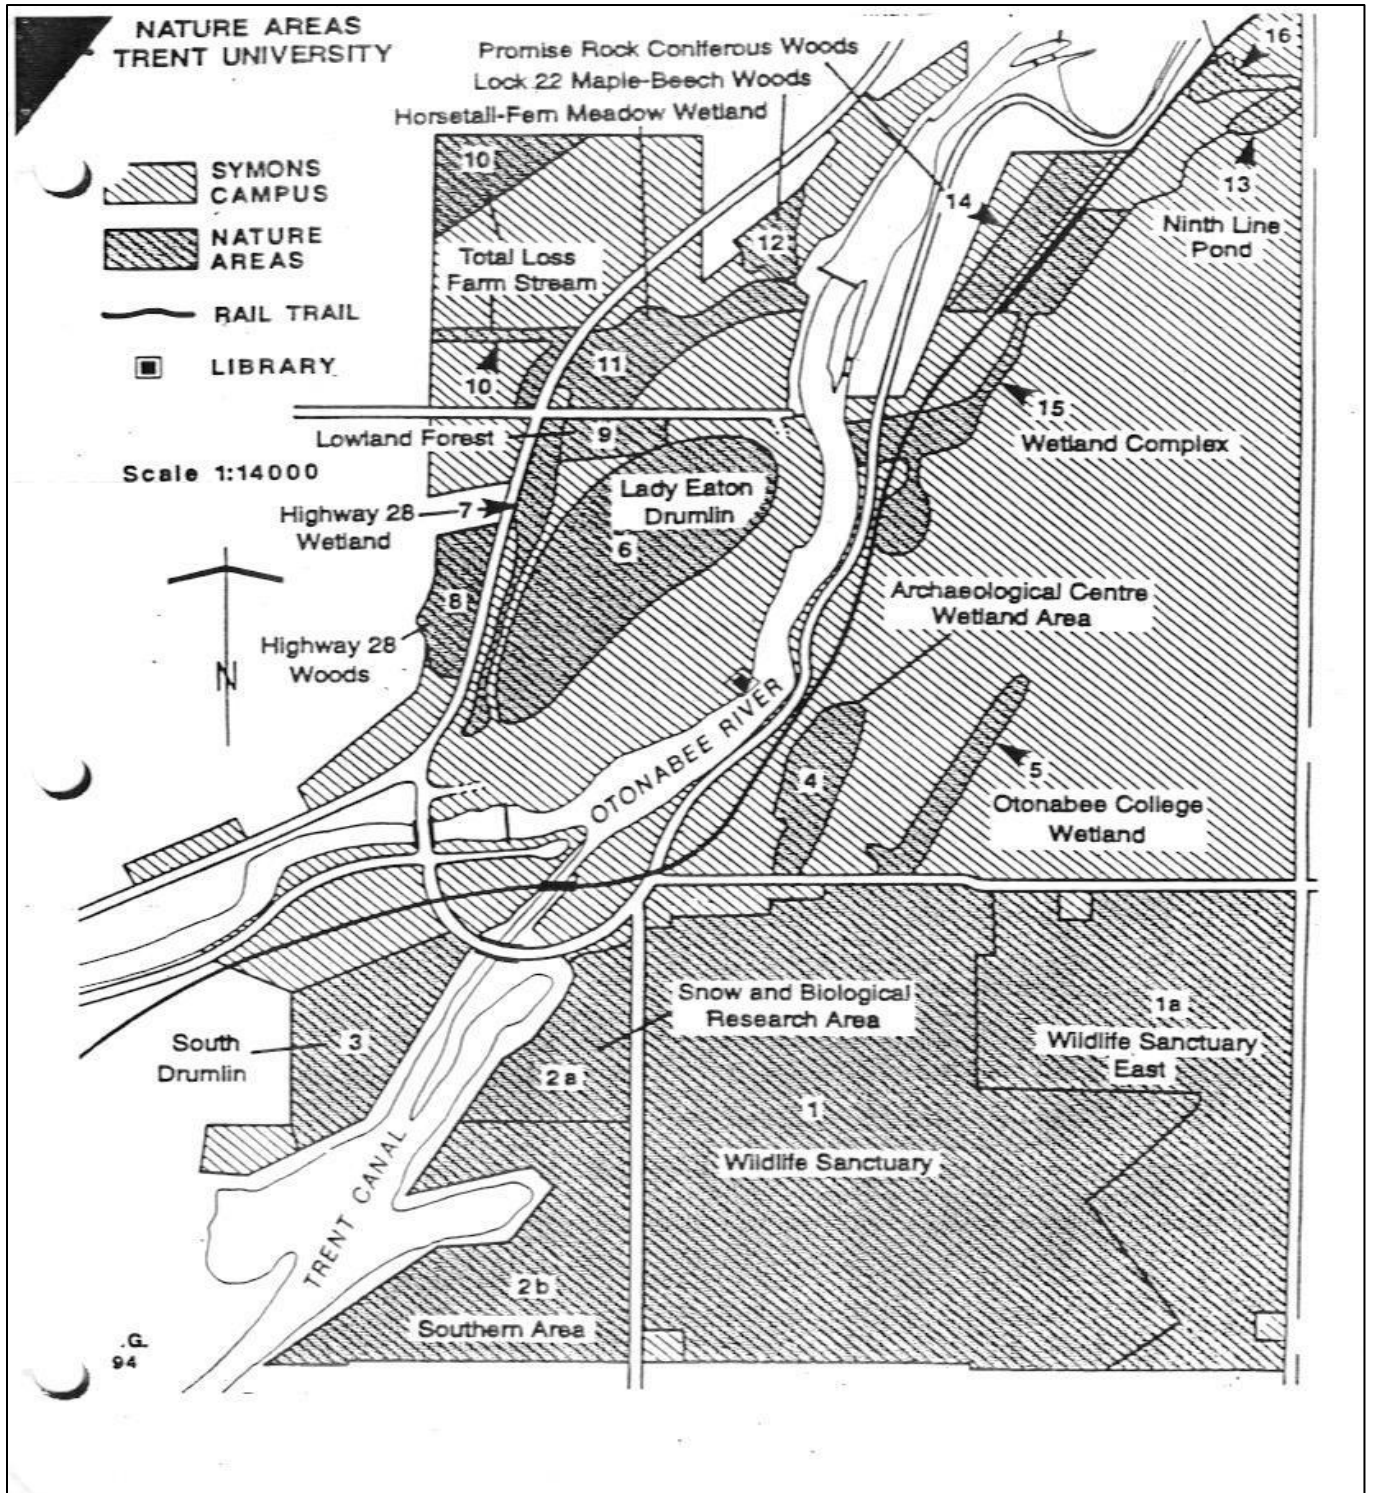 NATURE AREAS
TRENT UNIVERSITY
Promise Rock Coniferous Woods
Lock 22 Maple-Beech Woods
Horsetail-Fern Meadow Wetland
16
SYMONS
CAMPUS
NATURE
AREAS
RAIL TRAIL
LIBRARY
10
12
14
13
Ninth Line
Pond
Total Loss
Farm Stream
10
11
15
Wetland Complex
Lowland Forest
9
Scale 1:14000
Highway 28
Wetland
7
Lady Eaton
Drumlin
6
8
Highway 28
Woods
N
Archaeological Centre
Wetland Area
OTONABEE RIVER
4
5
Otonabee College
Wetland
Snow and Biological
Research Area
1a
Wildlife Sanctuary
East
South
Drumlin
3
2a
1
Wildlife Sanctuary
TRENT CANAL
2b
Southern Area
.G.
94